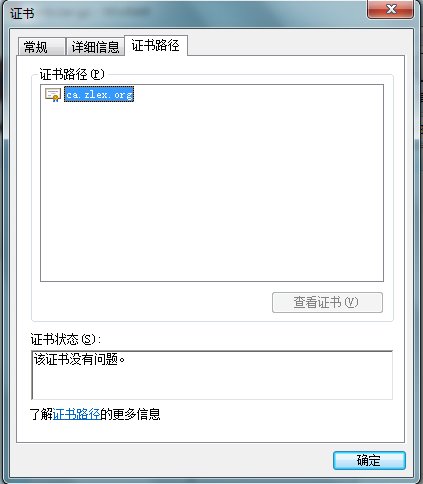 证书
常规
详细信息
证书路径
证书路径(P)
ca.zlex.org
查看证书(V)
证书状态(S):
该证书没有问题。
了解证书路径的更多信息
确定